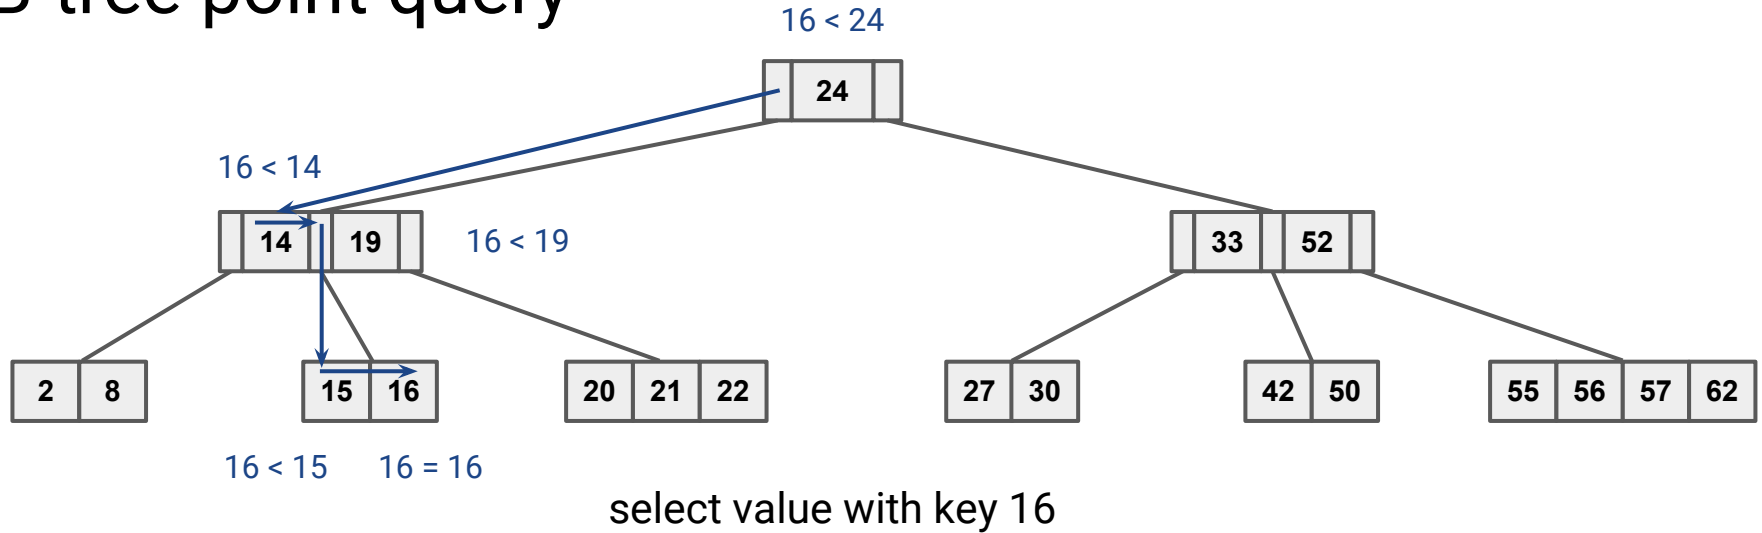 B-tree point query
16 < 24
24
16 < 14
14 19
16 < 19
33 52
2 8
15 16
20 21 22
27 30
42 50
55 56 57 62
16 < 15
16 = 16
select value with key 16